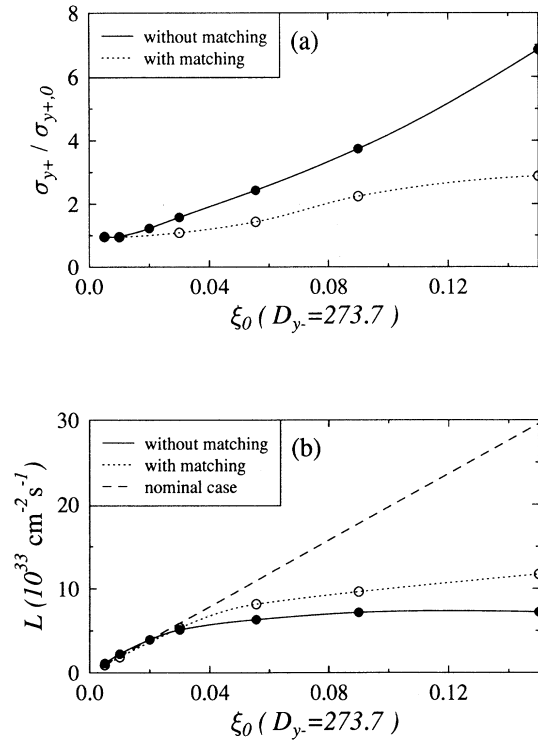 8
6
4
2
0
σy+ / σy+,0
without matching
with matching
(a)
0.0 0.04 0.08 0.12
ξ0 ( Dy-=273.7 )
30
20
10
0
L (10^33 cm^-2 s^-1)
without matching
with matching
nominal case
(b)
0.0 0.04 0.08 0.12
ξ0 ( Dy-=273.7 )